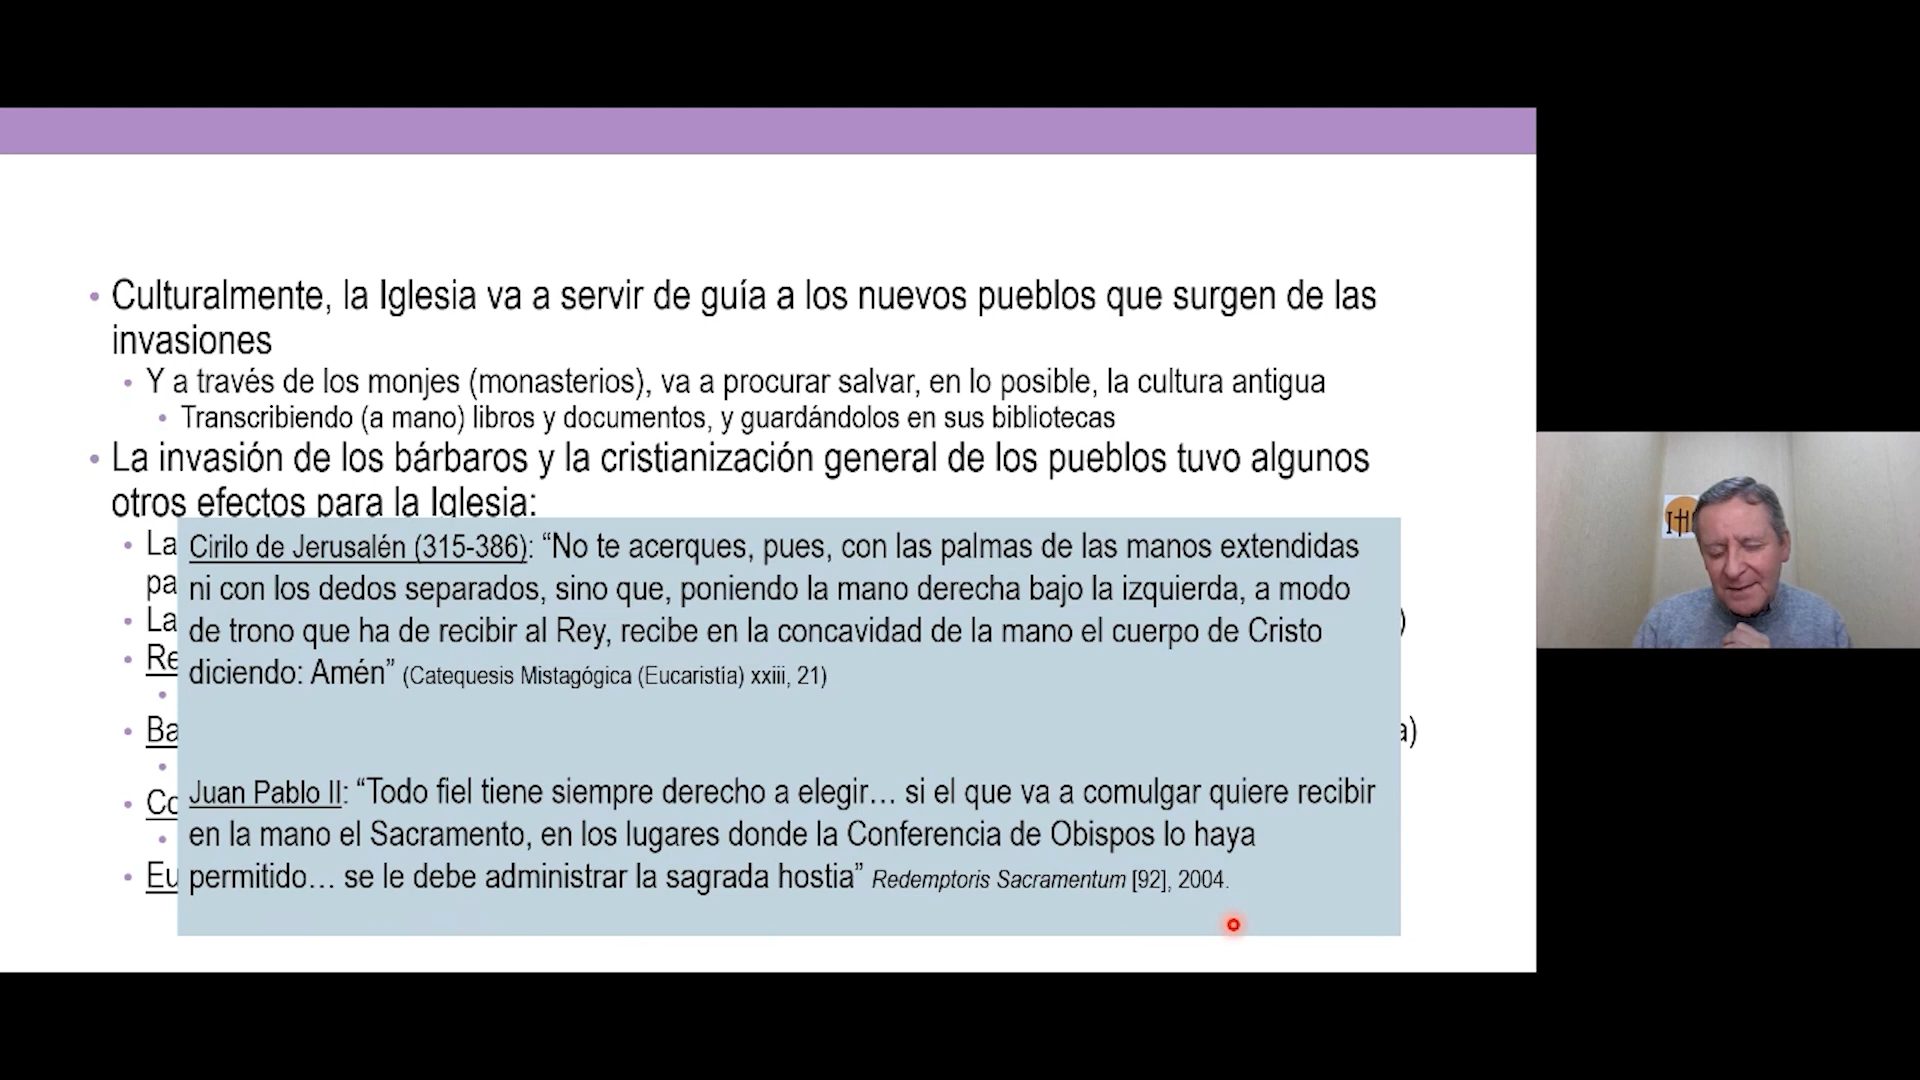 • Culturalmente, la Iglesia va a servir de guía a los nuevos pueblos que surgen de las
invasiones
• Y a través de los monjes (monasterios), va a procurar salvar, en lo posible, la cultura antigua
• Transcribiendo (a mano) libros y documentos, y guardándolos en sus bibliotecas
• La invasión de los bárbaros y la cristianización general de los pueblos tuvo algunos
otros efectos para la Iglesia:
• La
pa
• La )
• Re
• Ba a)
• Co
• Eu
Cirilo de Jerusalén (315-386): “No te acerques, pues, con las palmas de las manos extendidas
ni con los dedos separados, sino que, poniendo la mano derecha bajo la izquierda, a modo
de trono que ha de recibir al Rey, recibe en la concavidad de la mano el cuerpo de Cristo
diciendo: Amén” (Catequesis Mistagógica (Eucaristía) xxiii, 21)
Juan Pablo II: “Todo fiel tiene siempre derecho a elegir… si el que va a comulgar quiere recibir
en la mano el Sacramento, en los lugares donde la Conferencia de Obispos lo haya
permitido… se le debe administrar la sagrada hostia” Redemptoris Sacramentum [92], 2004.